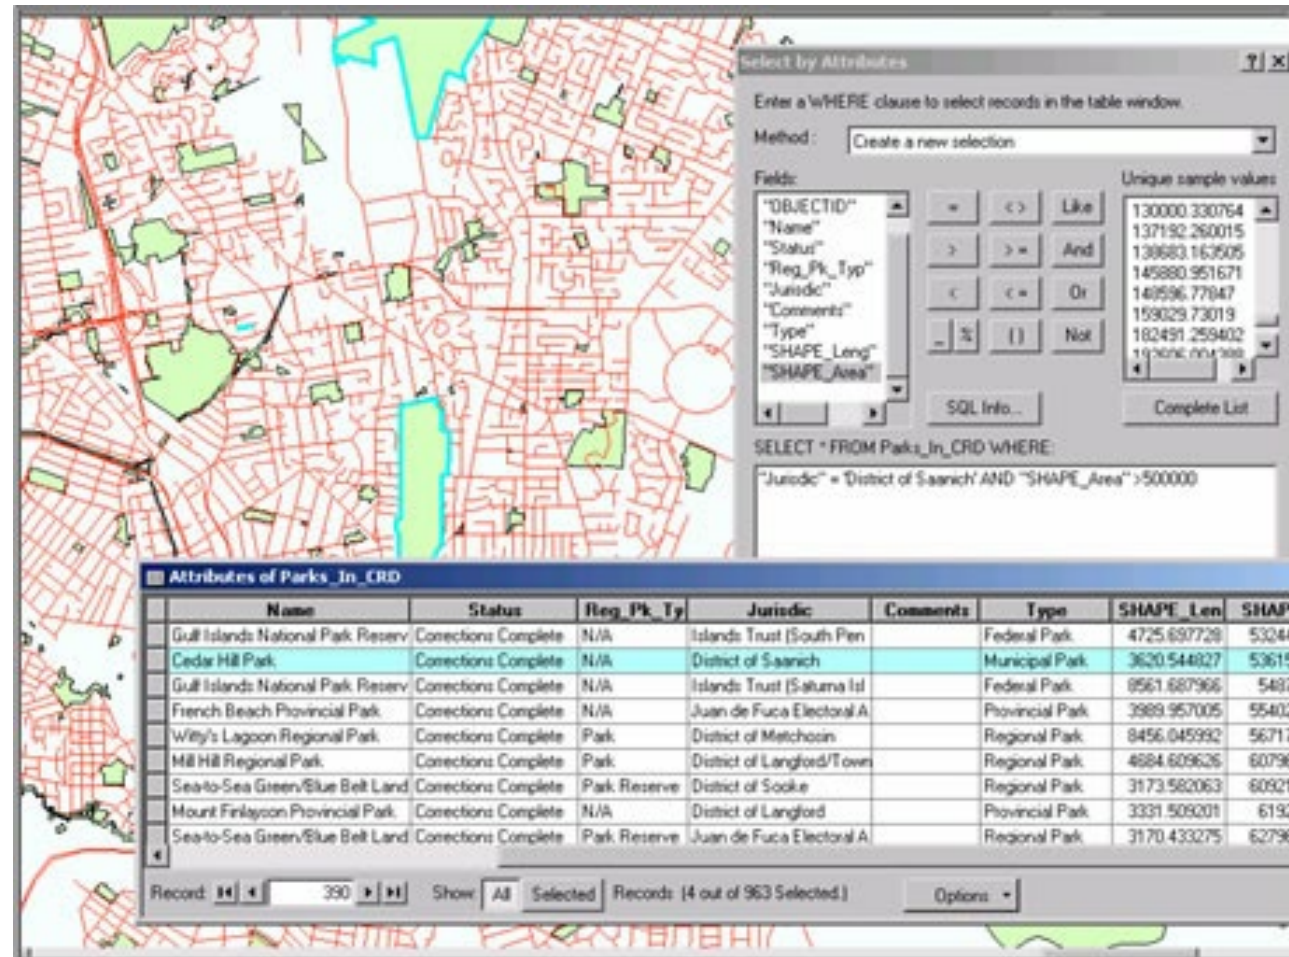 Select by Attributes
Enter a WHERE clause to select records in the table window.
Method : Create a new selection
Fields: Unique sample values
"OBJECTID" = < > Like 130000.330764
"Name" 137192.260015
"Status" > > = And 138683.163505
"Reg_Pk_Typ" 145880.951671
"Jurisdic" < < = Or 148596.77847
"Comments" 159029.73019
"Type" _ % ( ) Not 182491.259402
"SHAPE_Leng"
"SHAPE_Area"
SQL Info... Complete List
SELECT * FROM Parks_In_CRD WHERE:
"Jurisdic" = 'District of Saanich' AND "SHAPE_Area" >500000
Attributes of Parks_In_CRD
Name Status Reg_Pk_Ty Jurisdic Comments Type SHAPE_Len SHAP
Gulf Islands National Park Reserv Corrections Complete N/A Islands Trust (South Pen Federal Park 4725.697728 53244
Cedar Hill Park Corrections Complete N/A District of Saanich Municipal Park 3620.544827 53615
Gulf Islands National Park Reserv Corrections Complete N/A Islands Trust (Saturna Isl Federal Park 8561.687966 5487
French Beach Provincial Park Corrections Complete N/A Juan de Fuca Electoral A Provincial Park 3989.957005 55402
Witty's Lagoon Regional Park Corrections Complete Park District of Metchosin Regional Park 8456.045992 56717
Mill Hill Regional Park Corrections Complete Park District of Langford/Town Regional Park 4684.609626 60798
Sea-to-Sea Green/Blue Belt Land Corrections Complete Park Reserve District of Sooke Regional Park 3173.582063 60921
Mount Finlayson Provincial Park Corrections Complete N/A District of Langford Provincial Park 3331.509201 6192
Sea-to-Sea Green/Blue Belt Land Corrections Complete Park Reserve Juan de Fuca Electoral A Regional Park 3170.433275 62796
Record: 390 Show: All Selected Records (4 out of 963 Selected.) Options